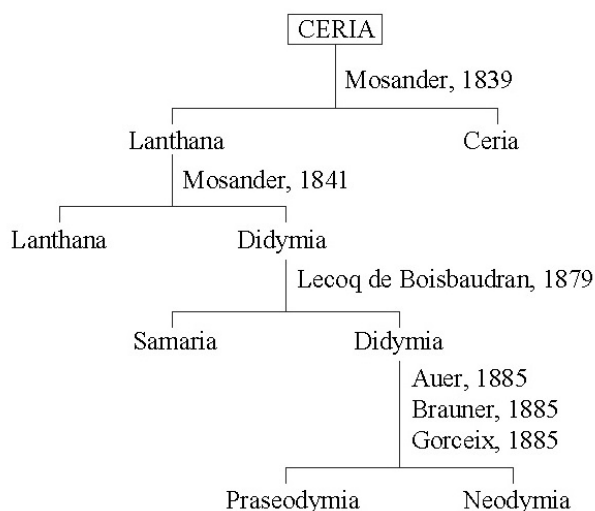 CERIA
Mosander, 1839
Lanthana Ceria
Mosander, 1841
Lanthana Didymia
Lecoq de Boisbaudran, 1879
Samaria Didymia
Auer, 1885
Brauner, 1885
Gorceix, 1885
Praseodymia Neodymia